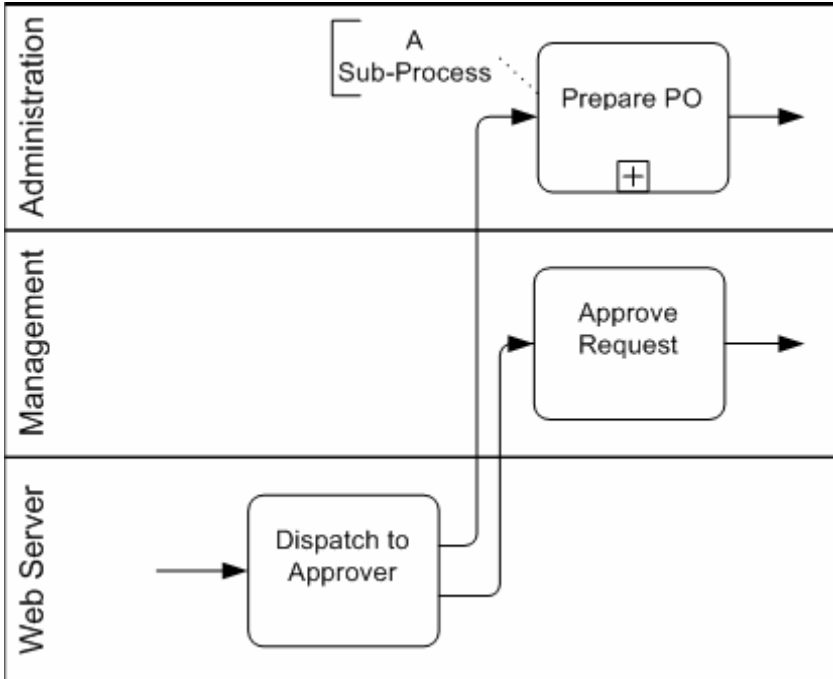 Administration
A
Sub-Process
Prepare PO
Management
Approve
Request
Web Server
Dispatch to
Approver